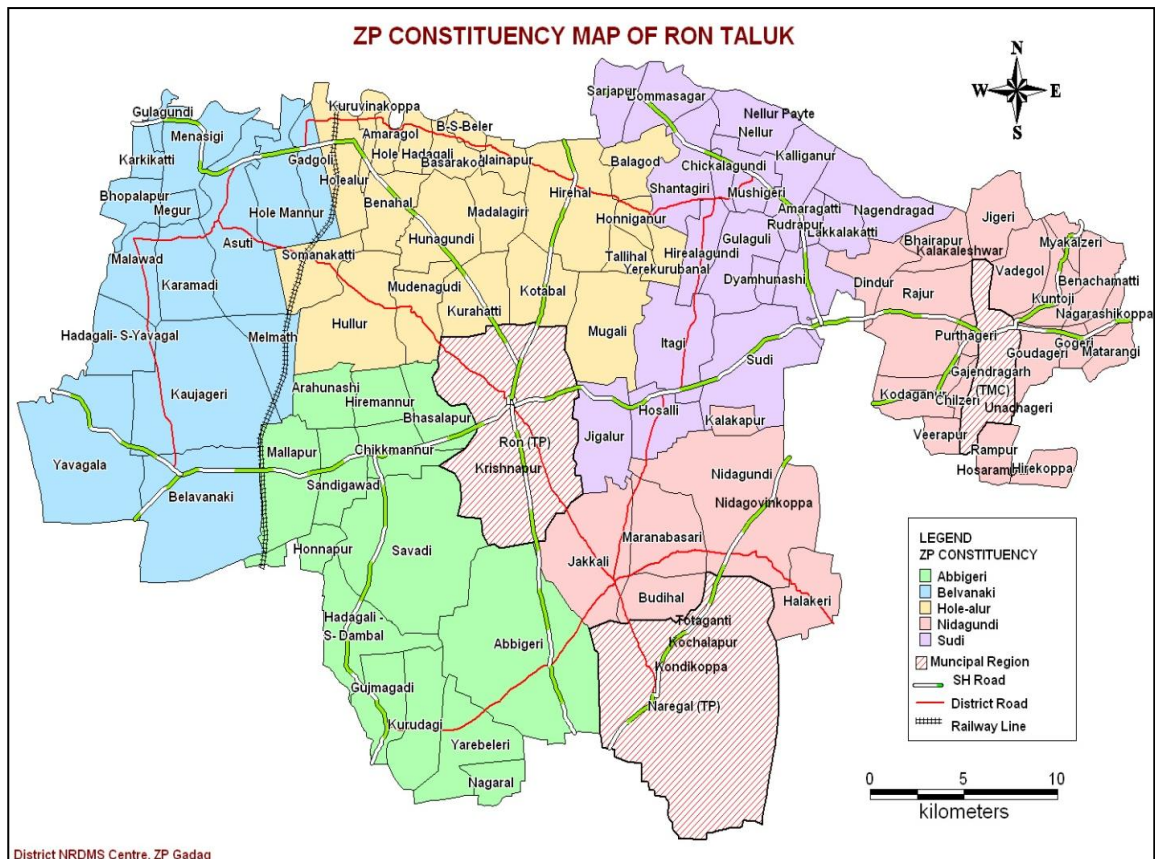 ZP CONSTITUENCY MAP OF RON TALUK
N
W E
S
Gulagundi
Menasigi
Karkikatti
Bhopalapur
Megur
Gadgoli
Hole Mannur
Asuti
Malawad
Karamadi
Hadagali- S-Yavagal
Melmath
Kaujageri
Yavagala
Belavanaki
Kuruvinakoppa
Amaragol
B-S-Beler
Hole Hadagali
Basarakod
Hainapur
Holealur
Benahal
Balagod
Hirehal
Madalagiri
Honniganur
Hunagundi
Somanakatti
Tallihal
Yerekurubanal
Mudenagudi
Kotabal
Kurahatti
Hullur
Mugali
Sarjapur
Bommasagar
Nellur Payte
Nellur
Chickalagundi
Kalliganur
Shantagiri
Mushigeri
Amaragatti
Nagendragad
Rudrapur
Lakkalakatti
Gulaguli
Hirealagundi
Dyamhunashi
Itagi
Sudi
Hosalli
Jigalur
Jigeri
Bhairapur
Kalakaleshwar
Myakalzeri
Vadegol
Dindur
Rajur
Benachamatti
Kuntoji
Nagarashikoppa
Purthageri
Gogeri
Goudageri
Matarangi
Gajendragarh
(TMC)
Kodaganur
Chilzeri
Unachageri
Veerapur
Rampur
Hosarampur
Hirekoppa
Arahunashi
Hiremannur
Bhasalapur
Ron (TP)
Krishnapur
Kalakapur
Mallapur
Chikkmannur
Sandigawad
Nidagundi
Nidagovinkoppa
Honnapur
Savadi
Maranabasari
Jakkali
Budihal
Halakeri
Hadagali -
S- Dambal
Abbigeri
Totaganti
Kochalapur
Kondikoppa
Gujmagadi
Naregal (TP)
Kurudagi
Yarebeleri
Nagaral
LEGEND
ZP CONSTITUENCY
Abbigeri
Belvanaki
Hole-alur
Nidagundi
Sudi
Muncipal Region
SH Road
District Road
Railway Line
0 5 10
kilometers
District NRDMS Centre, ZP Gadag